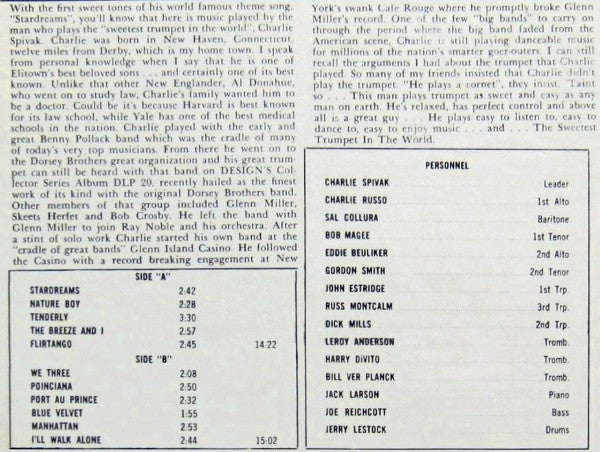 With the first sweet tones of his world famous theme song,
"Stardreams", you'll know that here is music played by the
man who plays the "sweetest trumpet in the world", Charlie
Spivak. Charlie was born in New Haven, Connecticut,
twelve miles from Derby, which is my home town. I speak
from personal knowledge when I say that he is one of
Elitown's best beloved sons . . . and certainly one of its best
known. Unlike that other New Englander, Al Donahue,
who went on to study law, Charlie's family wanted him to
be a doctor. Could it's because Harvard is best known
for its law school, while Yale has one of the best medical
schools in the nation. Charlie played with the early and
great Benny Pollack band which was the cradle of many
of today's very top musicians. From there he went on to
the Dorsey Brothers great organization and his great trum-
pet can still be heard with that band on DESIGN'S Col-
lector Series Album DLP 20, recently hailed as the finest
work of its kind with the original Dorsey Brothers band.
Other members of that group included Glenn Miller,
Skeets Herfet and Bob Crosby. He left the band with
Glenn Miller to join Ray Noble and his orchestra. After
a stint of solo work Charlie started his own band at the
"cradle of great bands" Glenn Island Casino. He followed
the Casino with a record breaking engagement at New
York's swank Cafe Rouge where he promptly broke Glenn
Miller's record. One of the few "big bands" to carry on
through the period where the big band faded from the
American scene, Charlie is still playing danceable music
for millions of the nation's smarter get-outers. I can still
recall the arguments I had about the trumpet that Charlie
played. So many of my friends insisted that Charlie didn't
play the trumpet. "He plays a cornet", they insist. 'Taint
so . . . This man plays trumpet as sweet and easy as any
man on earth. He's relaxed, has perfect control and above
all is a great guy . . . He plays easy to listen, to, easy to
dance, to, easy to enjoy music . . . and . . . The Sweetest
Trumpet In The World.
SIDE "A"
STARDREAMS 2:42
NATURE BOY 2:28
TENDERLY 3:30
THE BREEZE AND I 2:57
FLIRTANGO 2:45 14:22
SIDE "B"
WE THREE 2:08
POINCIANA 2:50
PORT AU PRINCE 2:32
BLUE VELVET 1:55
MANHATTAN 2:53
I'LL WALK ALONE 2:44 15:02
PERSONNEL
CHARLIE SPIVAK Leader
CHARLIE RUSSO 1st Alto
SAL COLLURA Baritone
BOB MAGEE 1st Tenor
EDDIE BEULIKER 2nd Alto
GORDON SMITH 2nd Tenor
JOHN ESTRIDGE 1st Trp.
RUSS MONTCALM 3rd Trp.
DICK MILLS 2nd Trp.
LEROY ANDERSON Tromb.
HARRY DiVITO Tromb.
BILL VER PLANCK Tromb.
JACK LARSON Piano
JOE REICHCOTT Bass
JERRY LESTOCK Drums